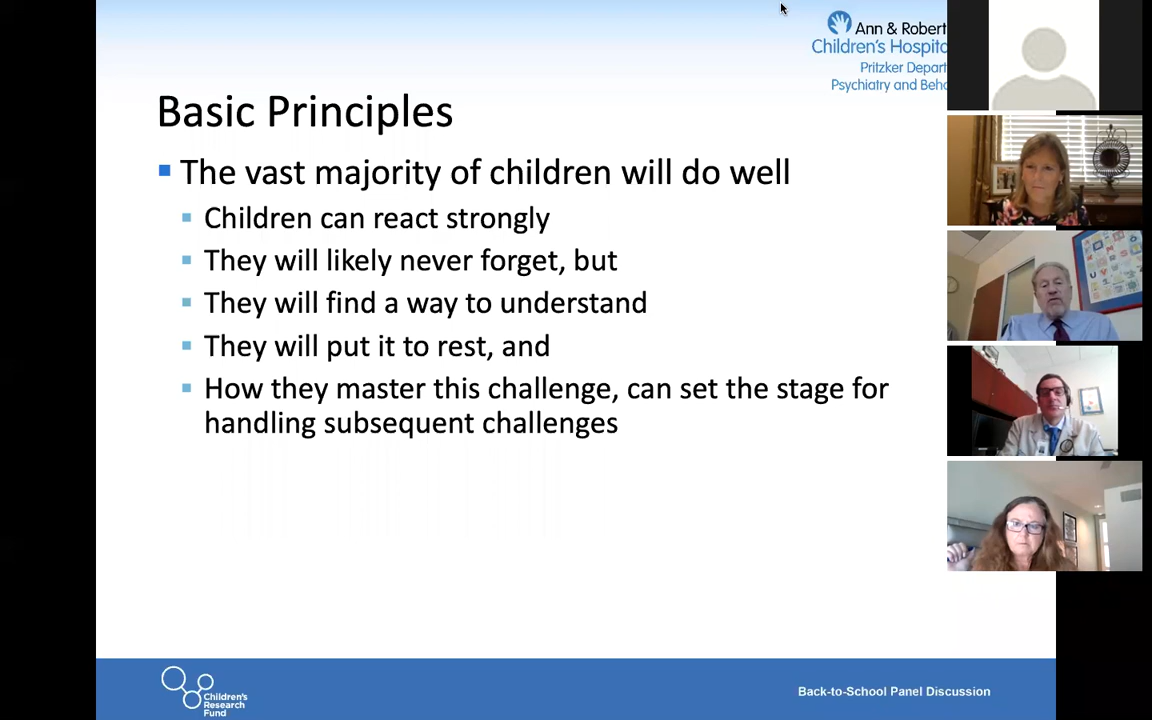 Ann & Robert
Children's Hospit
Pritzker Depart
Psychiatry and Beh
Basic Principles
The vast majority of children will do well
Children can react strongly
They will likely never forget, but
They will find a way to understand
They will put it to rest, and
How they master this challenge, can set the stage for
handling subsequent challenges
Children's
Research
Fund
Back-to-School Panel Discussion